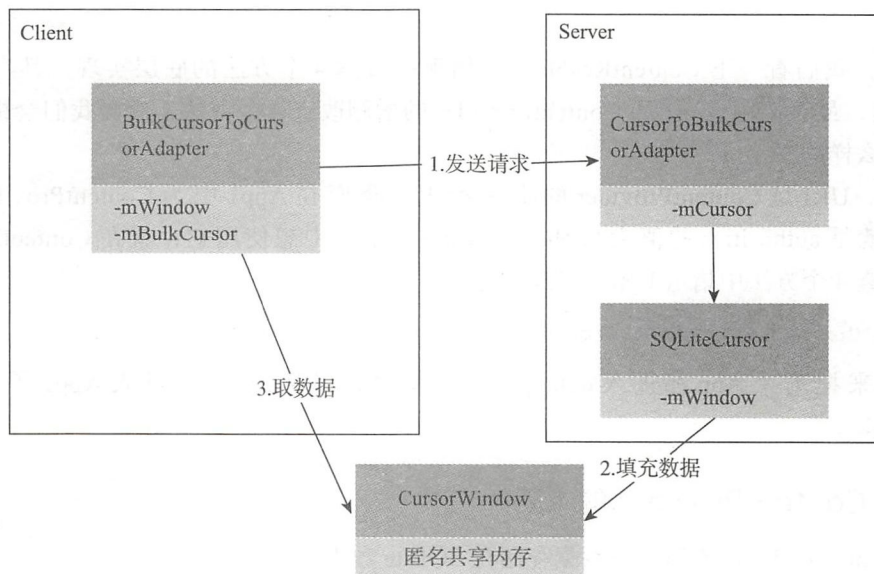 Client
BulkCursorToCurs
orAdapter
-mWindow
-mBulkCursor
1.发送请求
Server
CursorToBulkCurs
orAdapter
-mCursor
SQLiteCursor
-mWindow
3.取数据
2.填充数据
CursorWindow
匿名共享内存